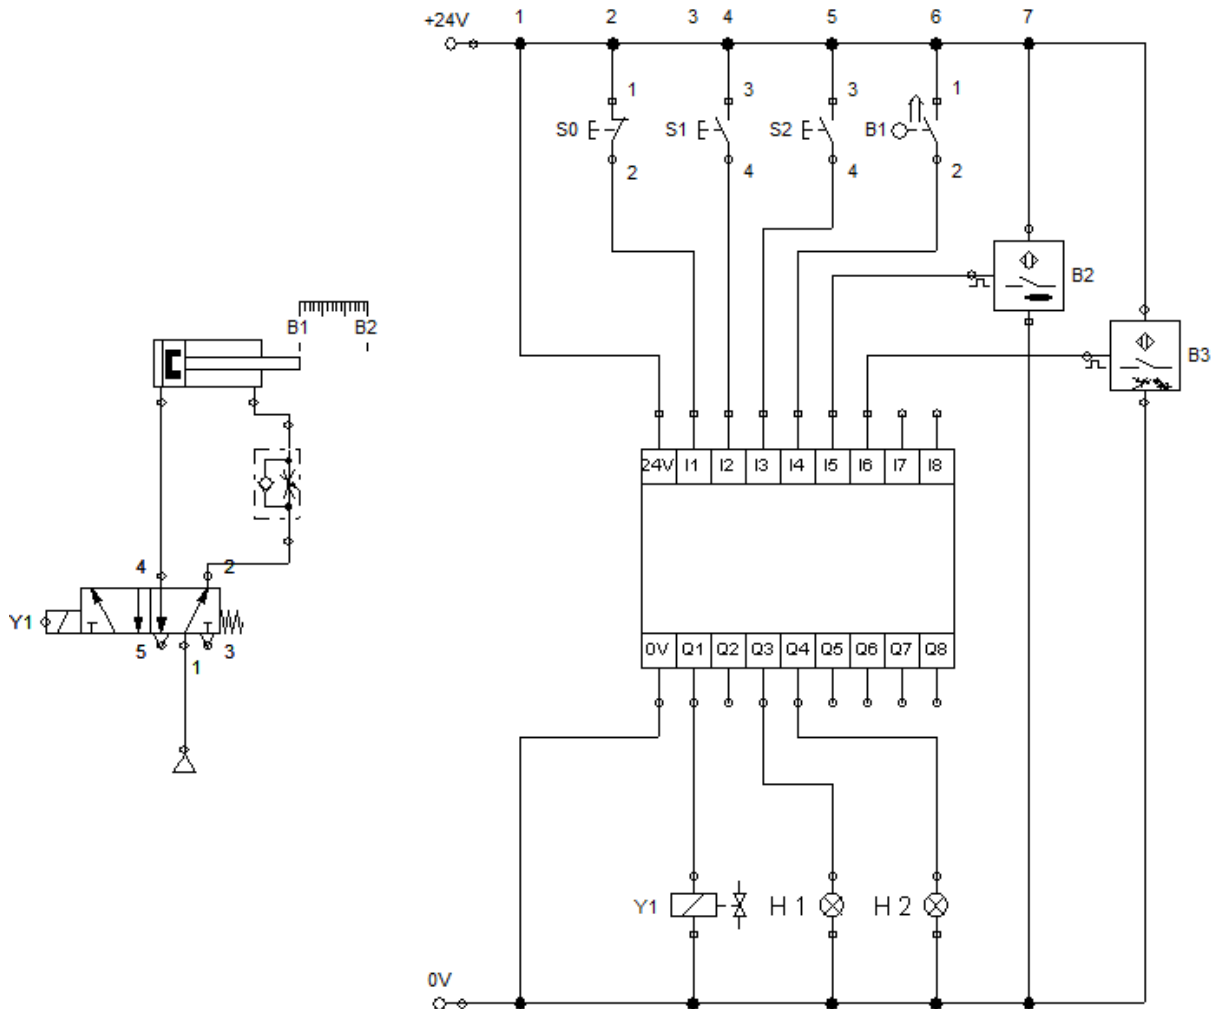 +24V 1 2 3 4 5 6 7
1 3 3 1
S0 S1 S2 B1
2 4 4 2
B2
B1 B2
B3
24V I1 I2 I3 I4 I5 I6 I7 I8
4 2
Y1
5 1 3
0V Q1 Q2 Q3 Q4 Q5 Q6 Q7 Q8
Y1 H1 H2
0V